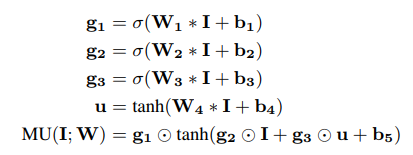 g₁ = σ(W₁ * I + b₁)
g₂ = σ(W₂ * I + b₂)
g₃ = σ(W₃ * I + b₃)
u = tanh(W₄ * I + b₄)
MU(I; W) = g₁ ⊙ tanh(g₂ ⊙ I + g₃ ⊙ u + b₅)